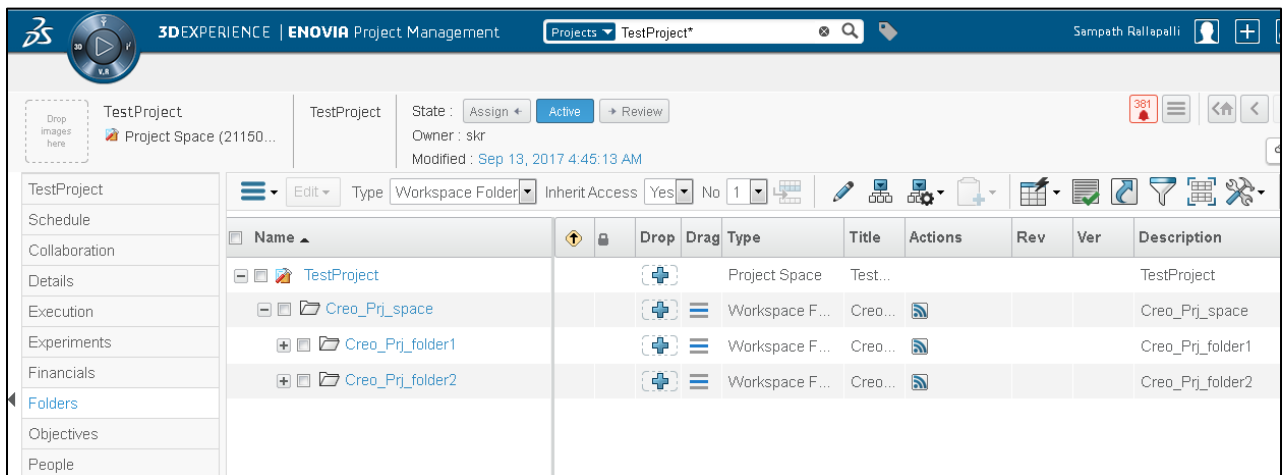 3DEXPERIENCE | ENOVIA Project Management Projects TestProject* Sampath Rallapalli
3D V.R
Drop images here
TestProject
Project Space (21150...
TestProject
State : Assign Active Review
Owner : skr
Modified : Sep 13, 2017 4:45:13 AM
381
TestProject
Schedule
Collaboration
Details
Execution
Experiments
Financials
Folders
Objectives
People
Edit Type Workspace Folder Inherit Access Yes No 1
Name Drop Drag Type Title Actions Rev Ver Description
TestProject Project Space Test... TestProject
Creo_Prj_space Workspace F... Creo... Creo_Prj_space
Creo_Prj_folder1 Workspace F... Creo... Creo_Prj_folder1
Creo_Prj_folder2 Workspace F... Creo... Creo_Prj_folder2